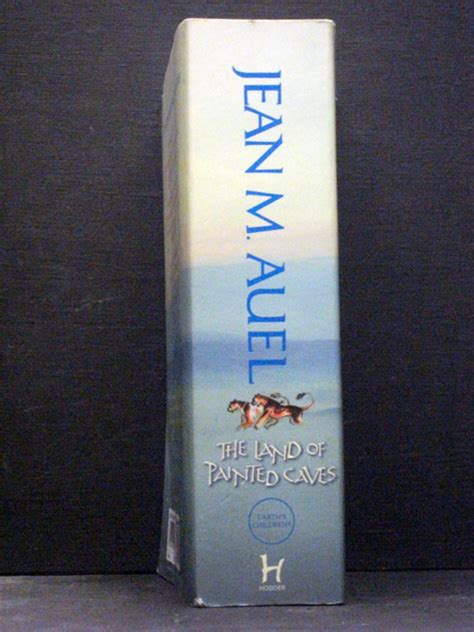 JEAN M. AUEL
THE LAND OF
PAINTED CAVES
EARTH'S
CHILDREN®
H
HODDER